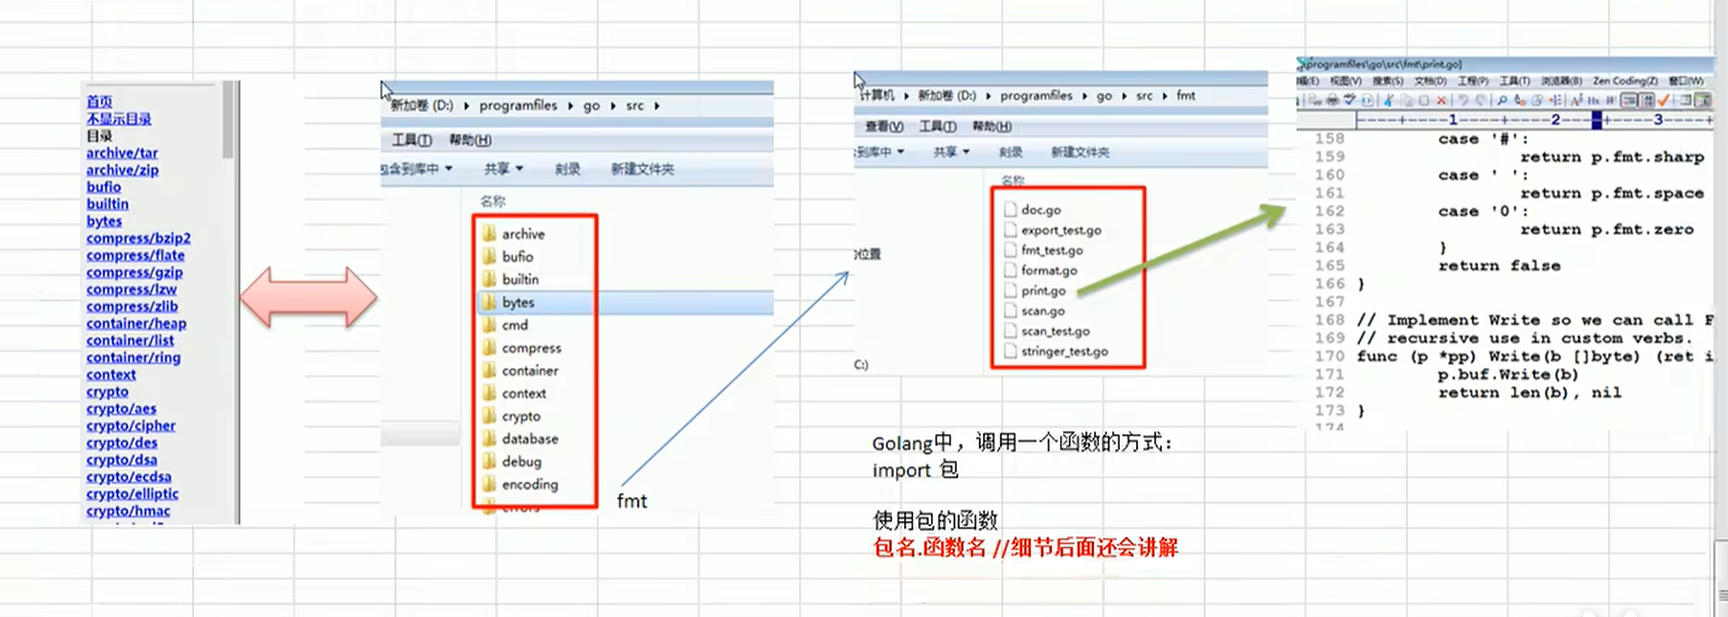 首页
不显示目录
目录
archive/tar
archive/zip
bufio
builtin
bytes
compress/bzip2
compress/flate
compress/gzip
compress/lzw
compress/zlib
container/heap
container/list
container/ring
context
crypto
crypto/aes
crypto/cipher
crypto/des
crypto/dsa
crypto/ecdsa
crypto/elliptic
crypto/hmac
新加卷 (D:) ▸ programfiles ▸ go ▸ src ▸
工具(T) 帮助(H)
包含到库中 ▼ 共享 ▼ 刻录 新建文件夹
名称
archive
bufio
builtin
bytes
cmd
compress
container
context
crypto
database
debug
encoding
errors
fmt
计算机 ▸ 新加卷 (D:) ▸ programfiles ▸ go ▸ src ▸ fmt
查看(V) 工具(T) 帮助(H)
到库中 ▼ 共享 ▼ 刻录 新建文件夹
名称
doc.go
export_test.go
fmt_test.go
format.go
print.go
scan.go
scan_test.go
stringer_test.go
位置
C:)
Golang中，调用一个函数的方式：
import 包
使用包的函数
包名.函数名 //细节后面还会讲解
\programfiles\go\src\fmt\print.go]
辑(E) 视图(V) 搜索(S) 文档(D) 工程(P) 工具(T) 浏览器(B) Zen Coding(Z) 窗口(W)
----+----1----+----2----+----3----+
158 case '#':
159 return p.fmt.sharp
160 case ' ':
161 return p.fmt.space
162 case '0':
163 return p.fmt.zero
164 }
165 return false
166 }
167
168 // Implement Write so we can call F
169 // recursive use in custom verbs.
170 func (p *pp) Write(b []byte) (ret i
171 p.buf.Write(b)
172 return len(b), nil
173 }
174